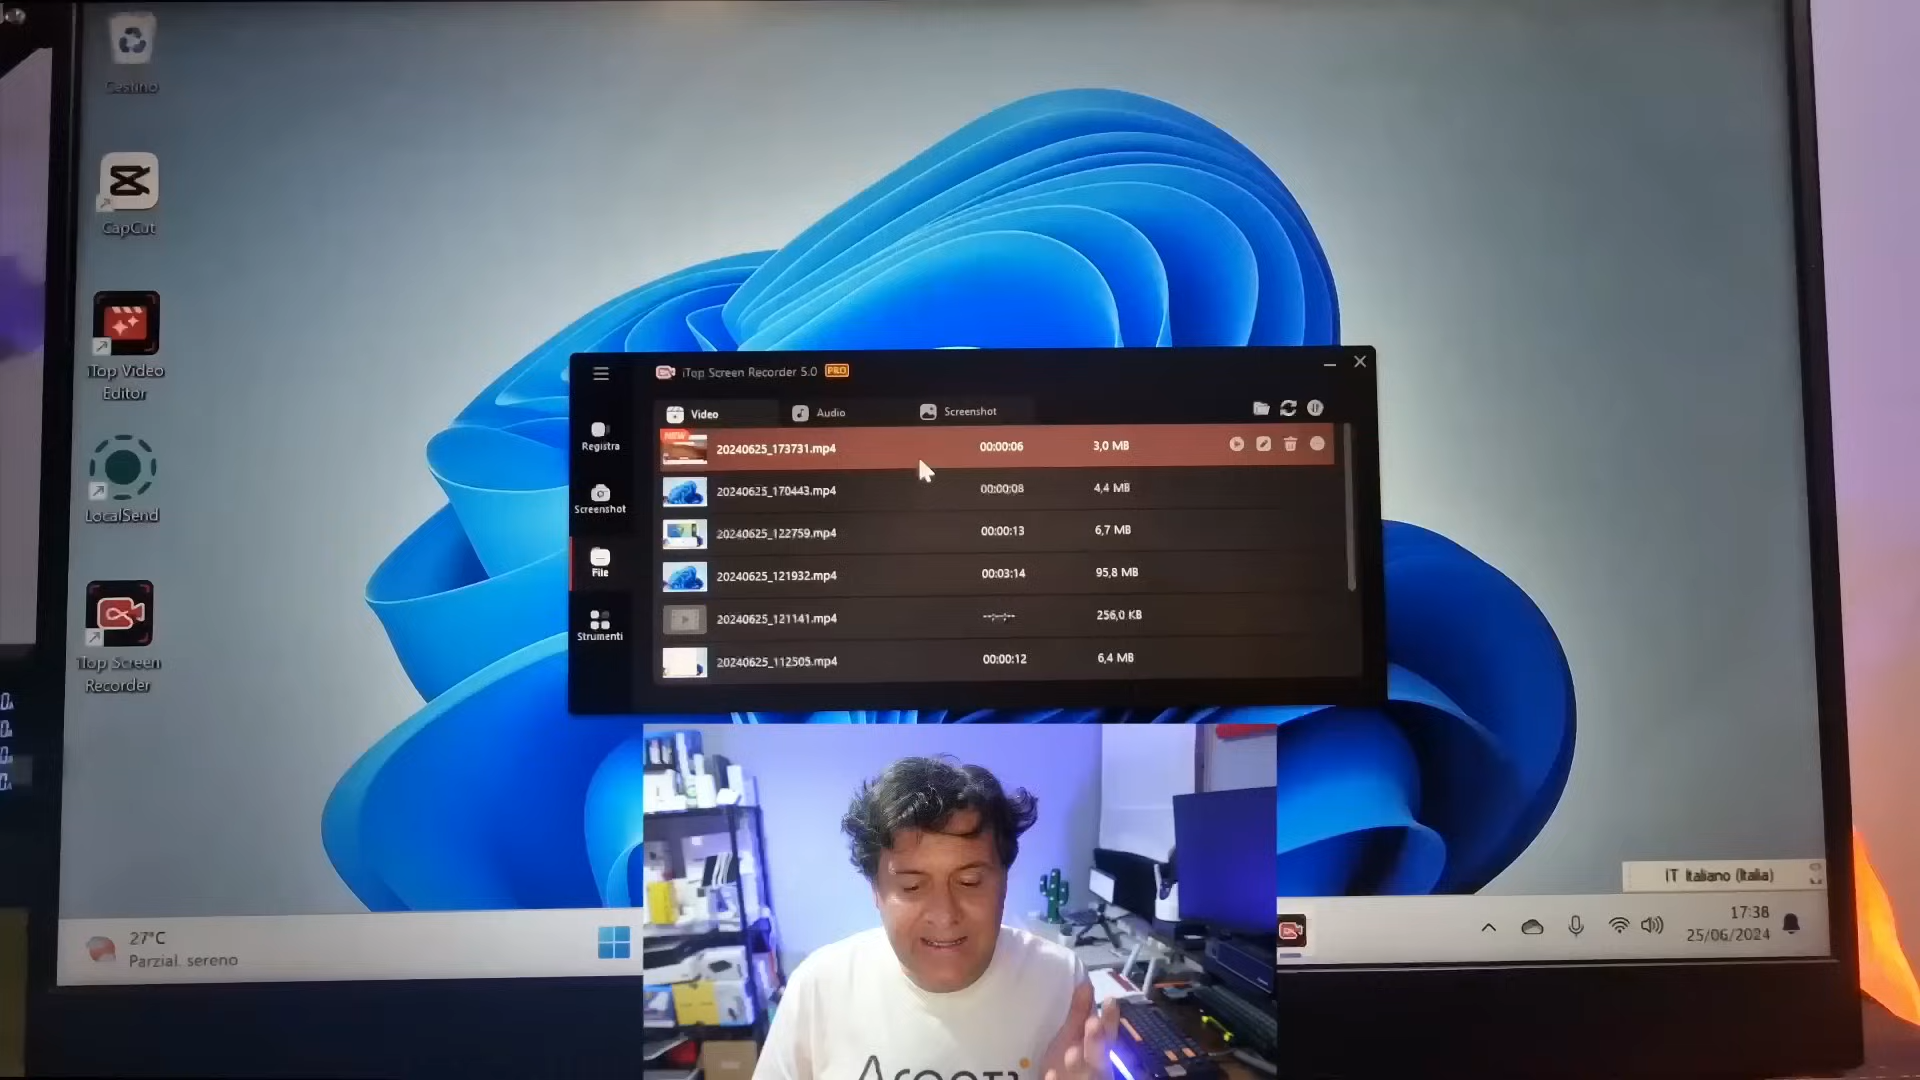 Cestino
CapCut
iTop Video
Editor
LocalSend
iTop Screen
Recorder
iTop Screen Recorder 5.0 PRO
Video Audio Screenshot
Registra
Screenshot
File
Strumenti
NEW
20240625_173731.mp4 00:00:06 3,0 MB
20240625_170443.mp4 00:00:08 4,4 MB
20240625_122759.mp4 00:00:13 6,7 MB
20240625_121932.mp4 00:03:14 95,8 MB
20240625_121141.mp4 --:--:-- 256,0 KB
20240625_112505.mp4 00:00:12 6,4 MB
IT Italiano (Italia)
27°C
Parzial. sereno
17:38
25/06/2024